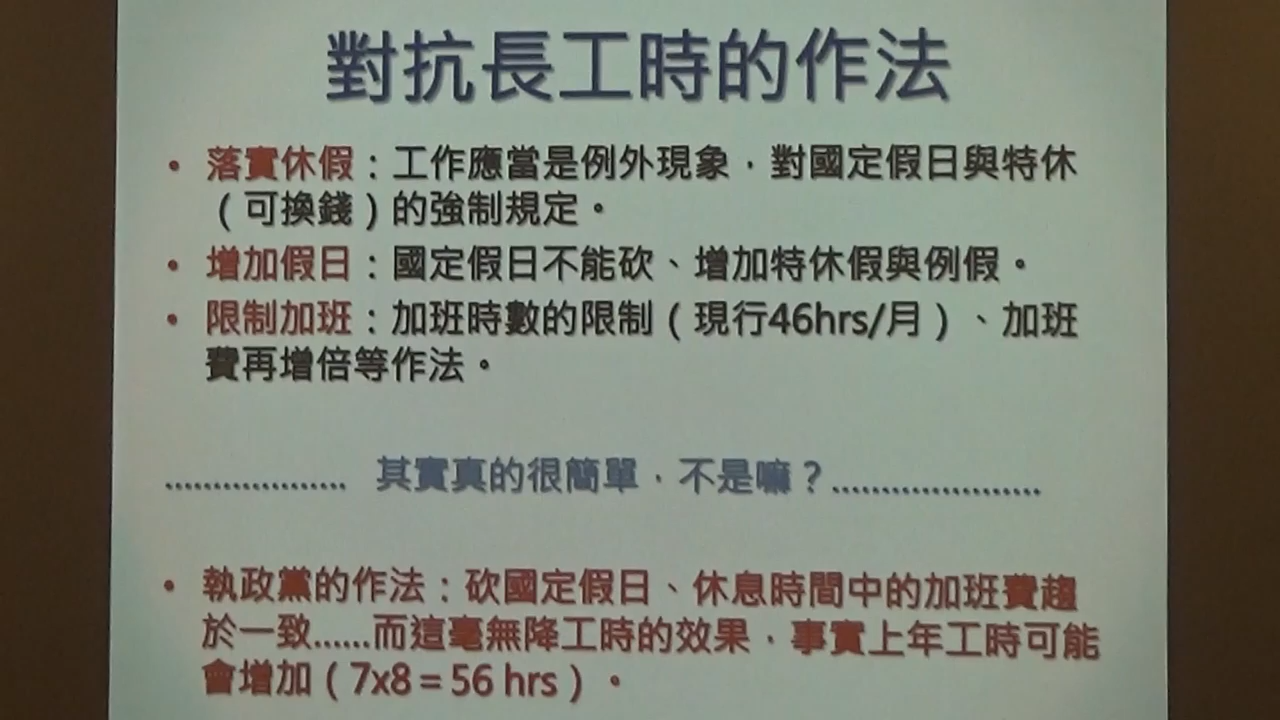 對抗長工時的作法
• 落實休假：工作應當是例外現象，對國定假日與特休
（可換錢）的強制規定。
• 增加假日：國定假日不能砍、增加特休假與例假。
• 限制加班：加班時數的限制（現行46hrs/月）、加班
費再增倍等作法。
.................. 其實真的很簡單，不是嘛？.....................
• 執政黨的作法：砍國定假日、休息時間中的加班費趨
於一致......而這毫無降工時的效果，事實上年工時可能
會增加（7x8 = 56 hrs）。